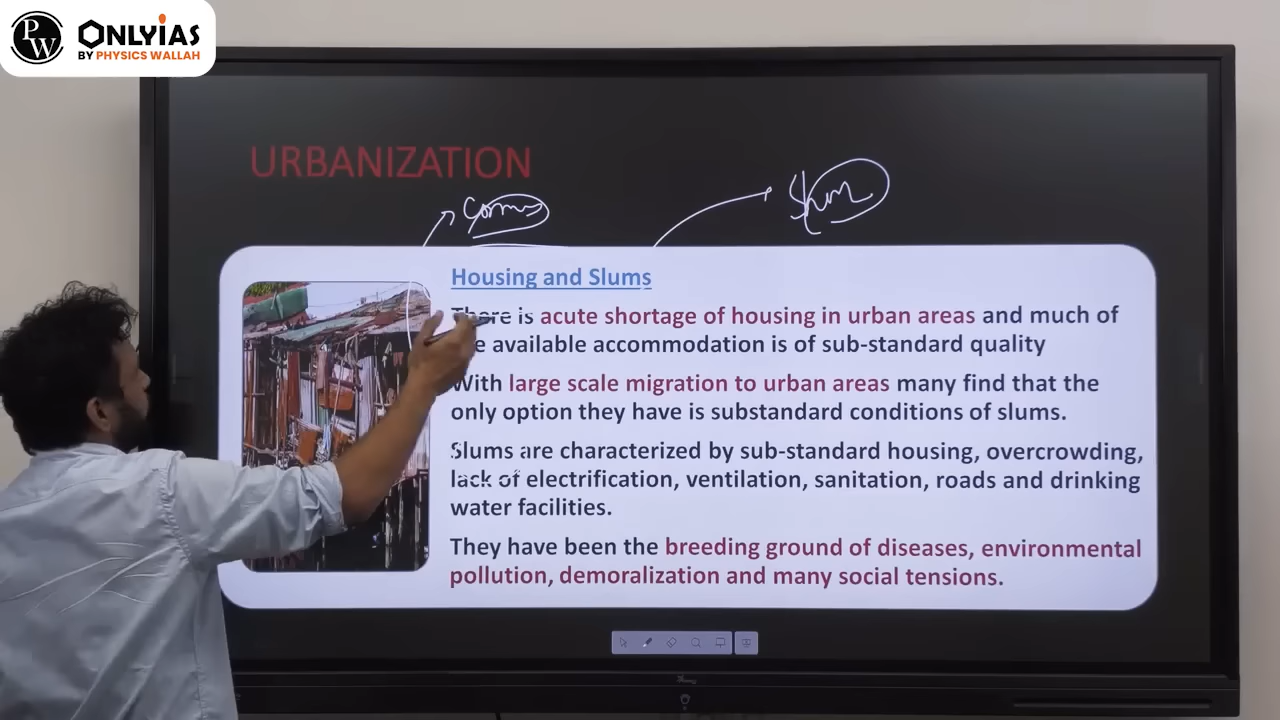 PW
ONLYIAS
BY PHYSICS WALLAH
URBANIZATION
Slum
Housing and Slums
There is acute shortage of housing in urban areas and much of
available accommodation is of sub-standard quality
With large scale migration to urban areas many find that the
only option they have is substandard conditions of slums.
Slums are characterized by sub-standard housing, overcrowding,
lack of electrification, ventilation, sanitation, roads and drinking
water facilities.
They have been the breeding ground of diseases, environmental
pollution, demoralization and many social tensions.